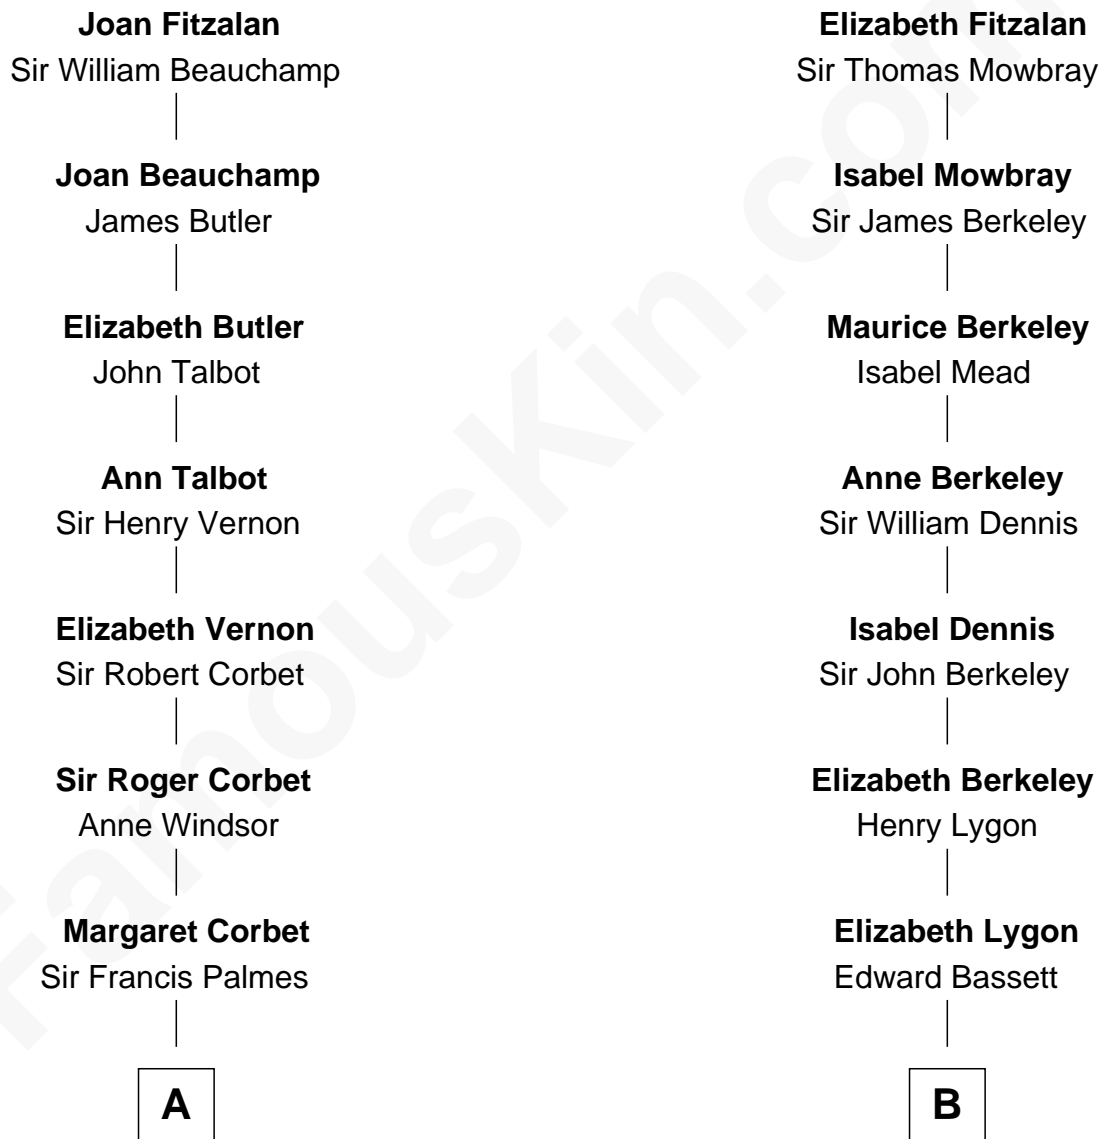 Joan Fitzalan
Sir William Beauchamp
Joan Beauchamp
James Butler
Elizabeth Butler
John Talbot
Ann Talbot
Sir Henry Vernon
Elizabeth Vernon
Sir Robert Corbet
Sir Roger Corbet
Anne Windsor
Margaret Corbet
Sir Francis Palmes
A
Elizabeth Fitzalan
Sir Thomas Mowbray
Isabel Mowbray
Sir James Berkeley
Maurice Berkeley
Isabel Mead
Anne Berkeley
Sir William Dennis
Isabel Dennis
Sir John Berkeley
Elizabeth Berkeley
Henry Lygon
Elizabeth Lygon
Edward Bassett
B
FamousKin.com